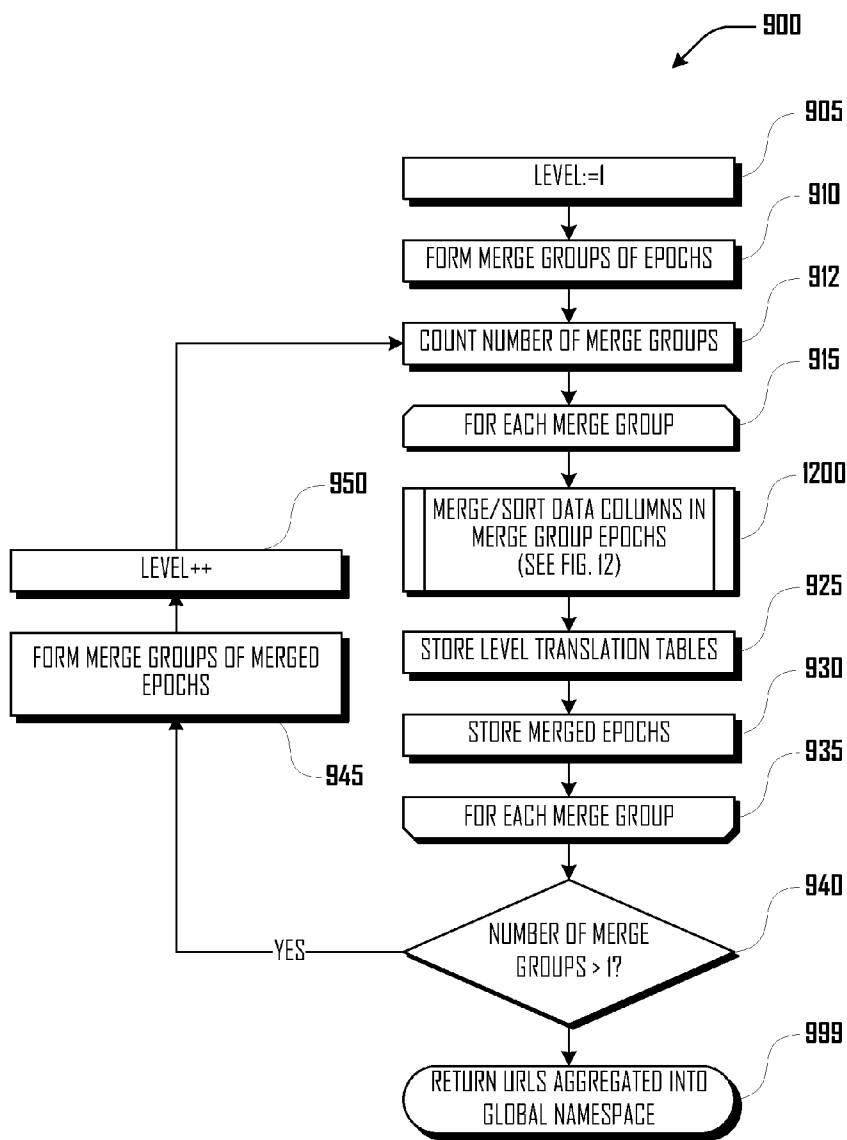 900
905
LEVEL:=1
910
FORM MERGE GROUPS OF EPOCHS
912
COUNT NUMBER OF MERGE GROUPS
915
FOR EACH MERGE GROUP
1200
MERGE/SORT DATA COLUMNS IN
MERGE GROUP EPOCHS
(SEE FIG. 12)
925
STORE LEVEL TRANSLATION TABLES
930
STORE MERGED EPOCHS
935
FOR EACH MERGE GROUP
940
NUMBER OF MERGE
GROUPS > 1?
YES
945
FORM MERGE GROUPS OF MERGED
EPOCHS
950
LEVEL++
999
RETURN URLS AGGREGATED INTO
GLOBAL NAMESPACE